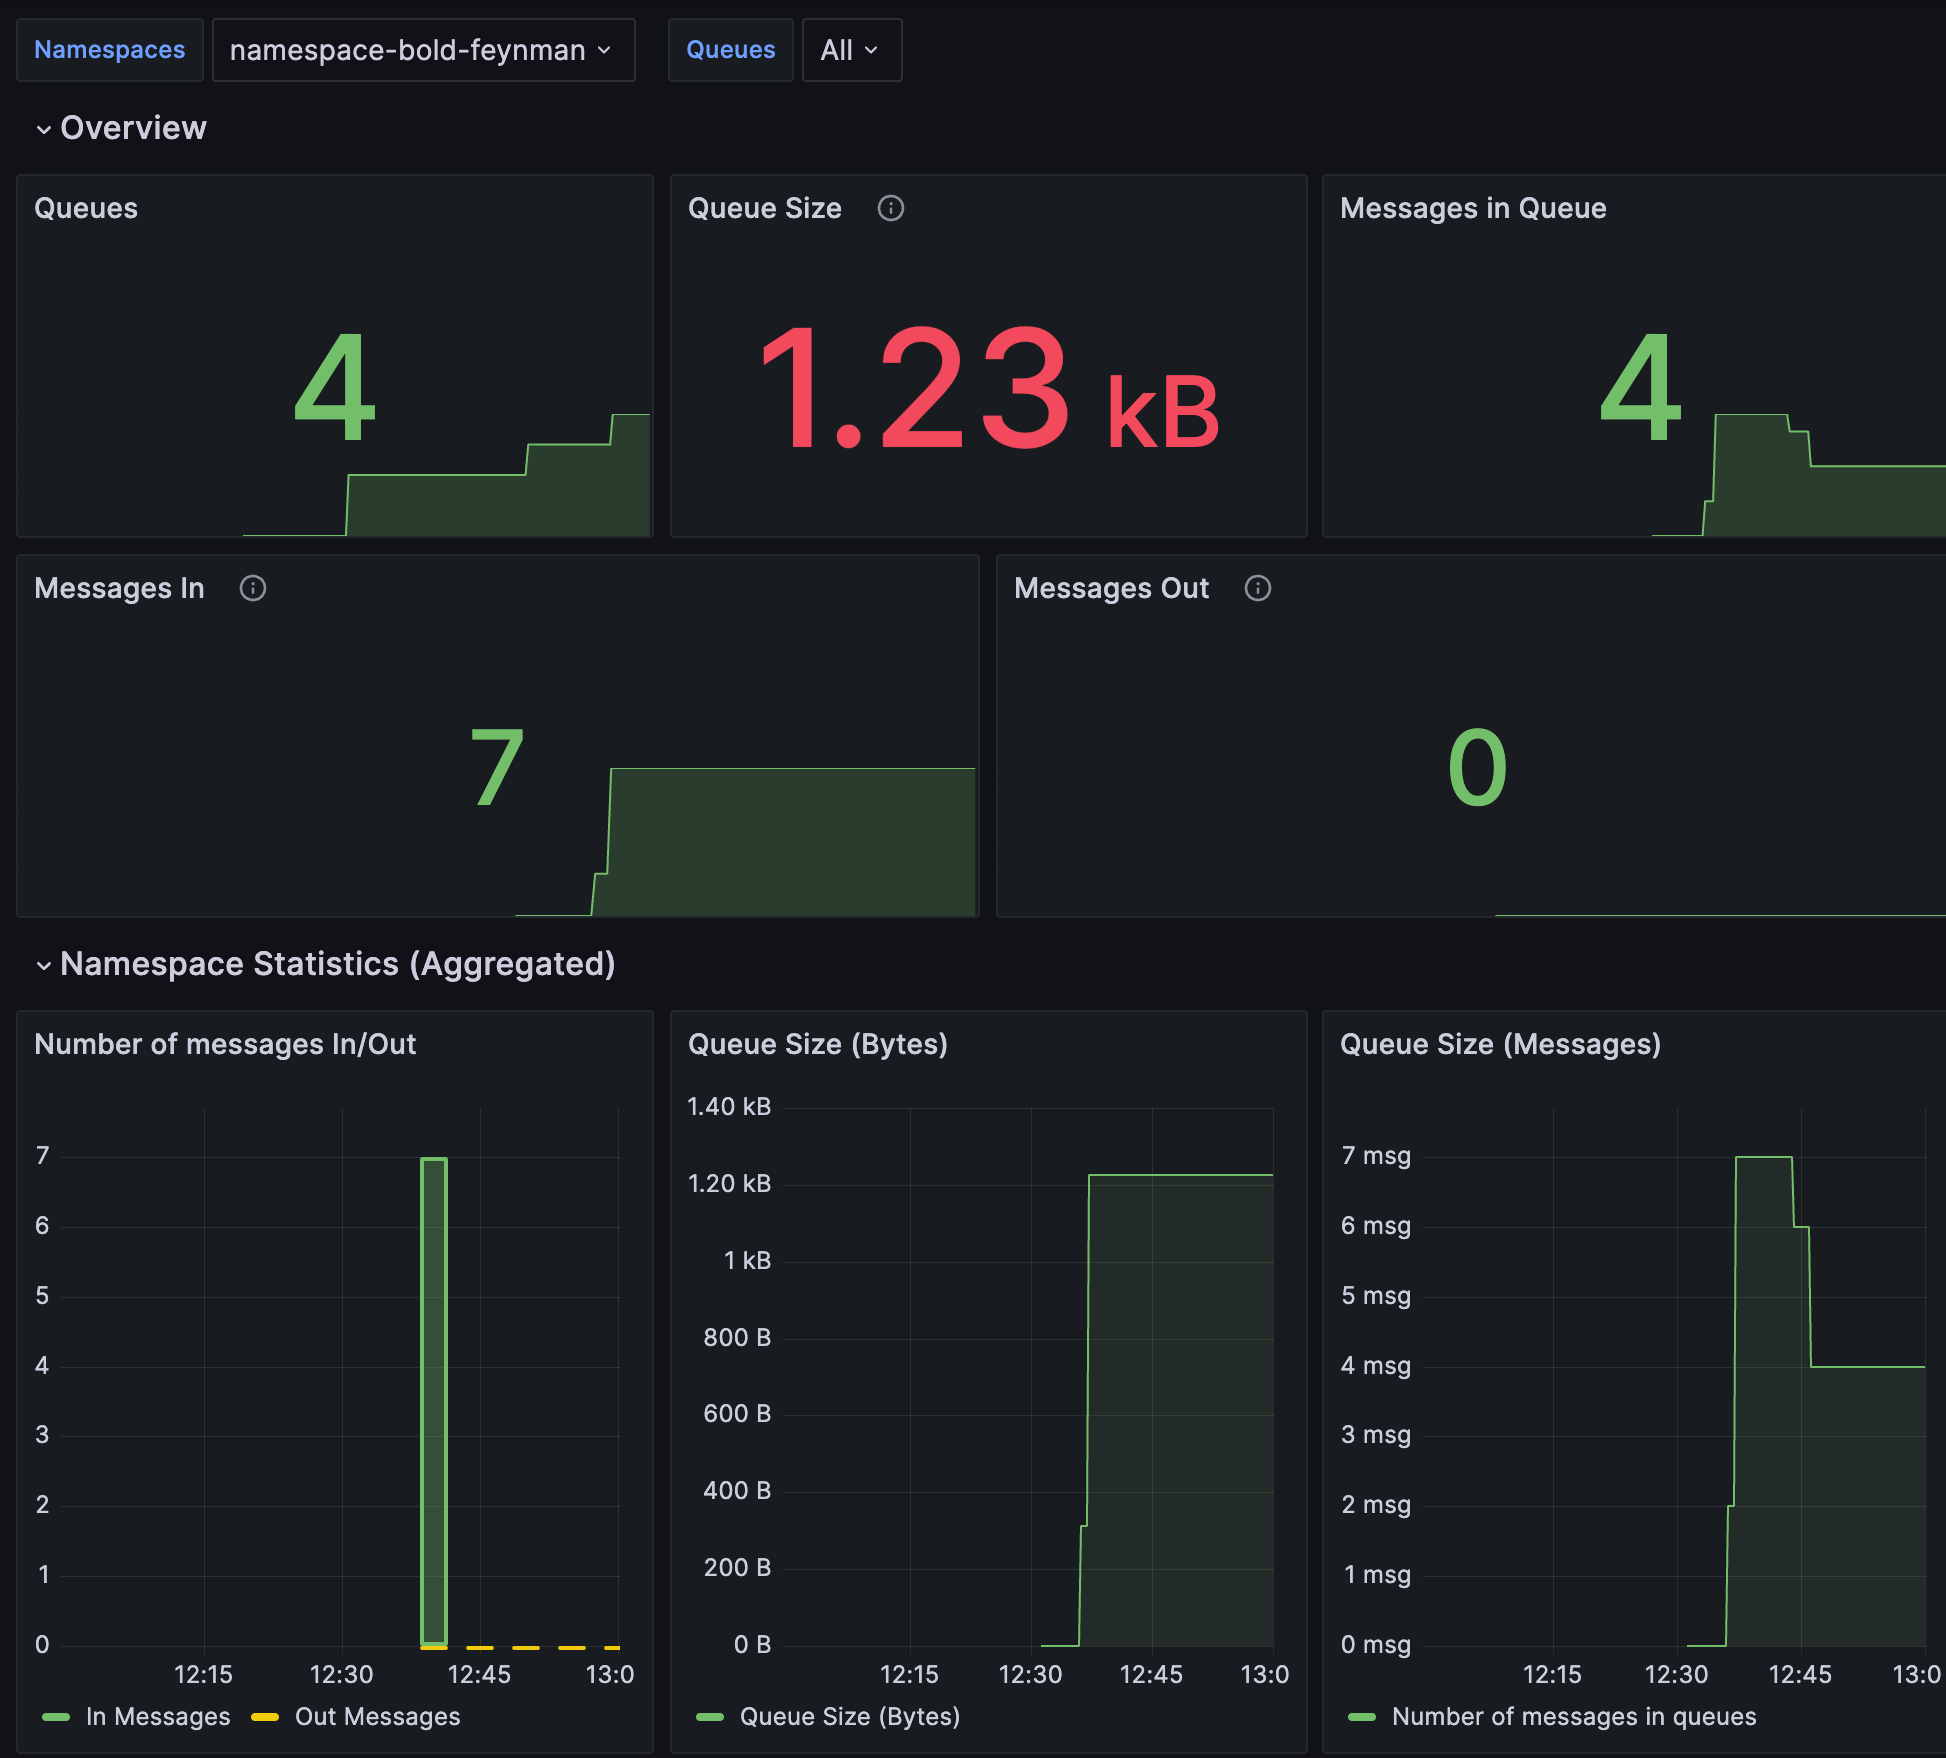 Namespaces namespace-bold-feynman Queues All
Overview
Queues
4
Queue Size
1.23 kB
Messages in Queue
4
Messages In
7
Messages Out
0
Namespace Statistics (Aggregated)
Number of messages In/Out
7
6
5
4
3
2
1
0
12:15 12:30 12:45 13:0
In Messages Out Messages
Queue Size (Bytes)
1.40 kB
1.20 kB
1 kB
800 B
600 B
400 B
200 B
0 B
12:15 12:30 12:45 13:0
Queue Size (Bytes)
Queue Size (Messages)
7 msg
6 msg
5 msg
4 msg
3 msg
2 msg
1 msg
0 msg
12:15 12:30 12:45 13:0
Number of messages in queues